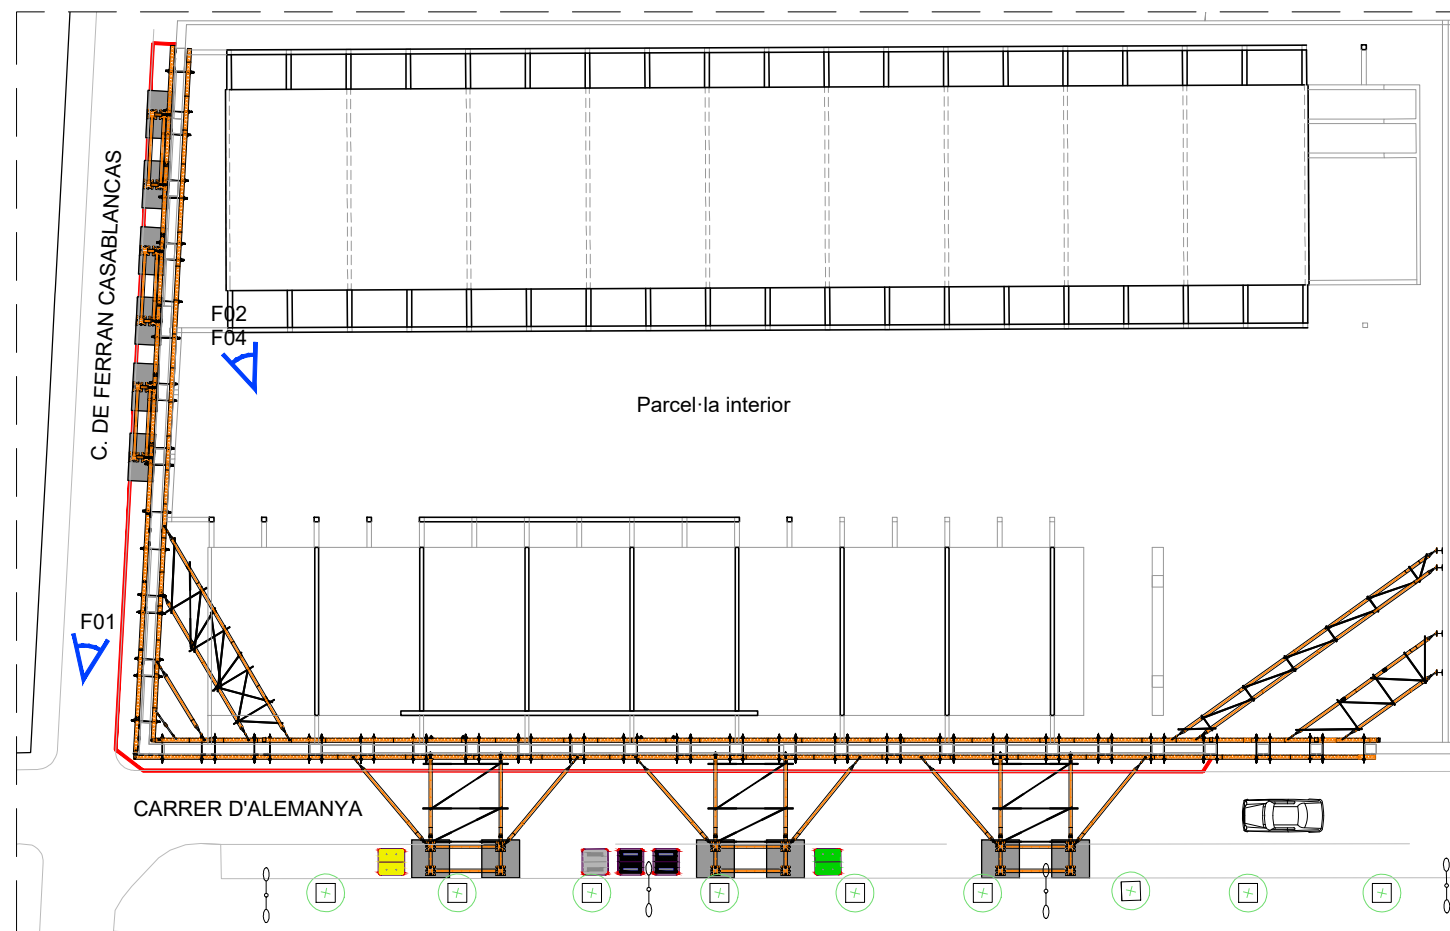 C. DE FERRAN CASABLANCAS
F02
F04
Parcel·la interior
F01
CARRER D'ALEMANYA